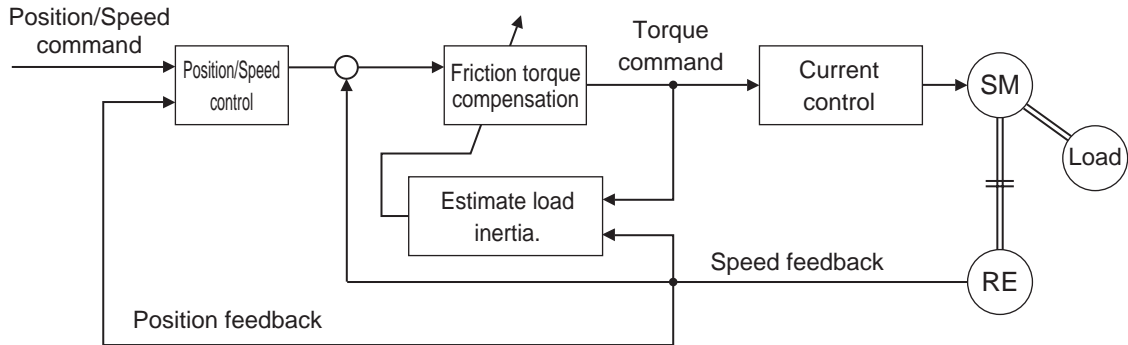 Position/Speed
command
Position/Speed
control
Friction torque
compensation
Torque
command
Current
control
SM
Load
Estimate load
inertia.
Speed feedback
RE
Position feedback